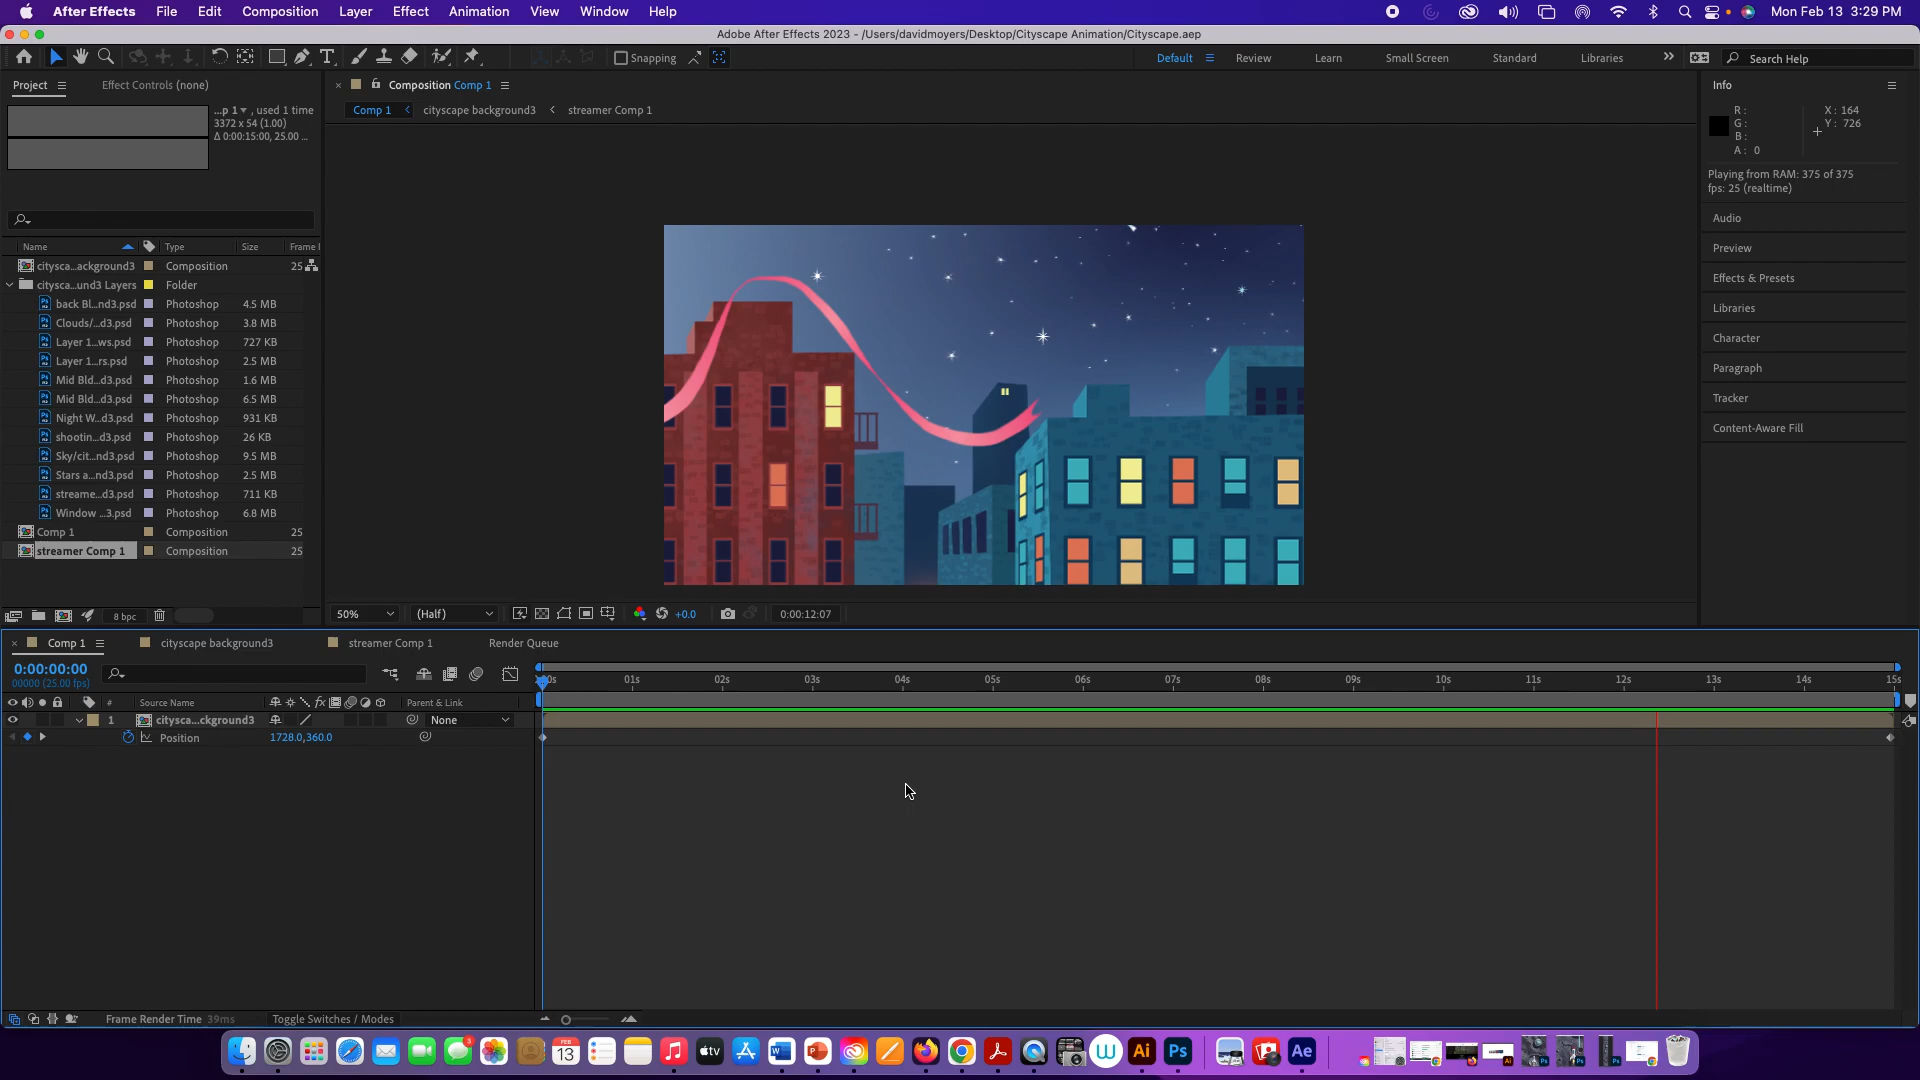 After Effects File Edit Composition Layer Effect Animation View Window Help Mon Feb 13 3:29 PM
Adobe After Effects 2023 - /Users/davidmoyers/Desktop/Cityscape Animation/Cityscape.aep
Snapping Default Review Learn Small Screen Standard Libraries Search Help
Project Effect Controls (none)
...p 1▼, used 1 time
3372 x 54 (1.00)
Δ 0:00:15:00, 25.00 ...
Name Type Size Frame
citysca...ackground3 Composition 25
citysca...und3 Layers Folder
back Bl...nd3.psd Photoshop 4.5 MB
Clouds/...d3.psd Photoshop 3.8 MB
Layer 1...ws.psd Photoshop 727 KB
Layer 1...rs.psd Photoshop 2.5 MB
Mid Bld...d3.psd Photoshop 1.6 MB
Mid Bld...d3.psd Photoshop 6.5 MB
Night W...d3.psd Photoshop 931 KB
shootin...d3.psd Photoshop 26 KB
Sky/cit...nd3.psd Photoshop 9.5 MB
Stars a...nd3.psd Photoshop 2.5 MB
streame...d3.psd Photoshop 711 KB
Window ...3.psd Photoshop 6.8 MB
Comp 1 Composition 25
streamer Comp 1 Composition 25
8 bpc
Composition Comp 1
Comp 1 cityscape background3 streamer Comp 1
50% (Half) +0.0 0:00:12:07
Info
R: X: 164
G: Y: 726
B:
A: 0
Playing from RAM: 375 of 375
fps: 25 (realtime)
Audio
Preview
Effects & Presets
Libraries
Character
Paragraph
Tracker
Content-Aware Fill
Comp 1 cityscape background3 streamer Comp 1 Render Queue
0:00:00:00
00000 (25.00 fps)
01s 02s 03s 04s 05s 06s 07s 08s 09s 10s 11s 12s 13s 14s 15s
# Source Name fx Parent & Link
1 citysca...ckground3 None
Position 1728.0,360.0
Frame Render Time 39ms Toggle Switches / Modes
3 FEB 13 tv W Ai Ps Ae